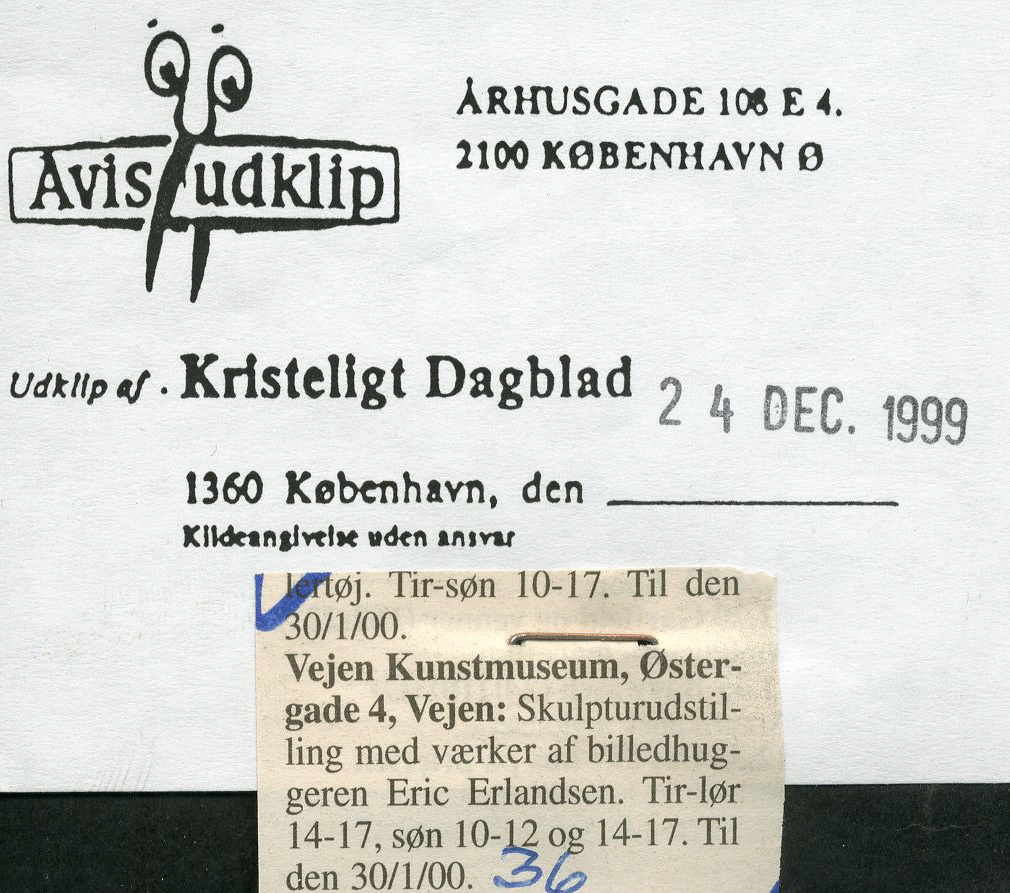 Avis udklip
ÅRHUSGADE 108 E 4.
2100 KØBENHAVN Ø
Udklip af. Kristeligt Dagblad
24 DEC. 1999
1360 København, den
Kildeangivelse uden ansvar
lertøj. Tir-søn 10-17. Til den
30/1/00.
Vejen Kunstmuseum, Øster-
gade 4, Vejen: Skulpturudstil-
ling med værker af billedhug-
geren Eric Erlandsen. Tir-lør
14-17, søn 10-12 og 14-17. Til
den 30/1/00.
36